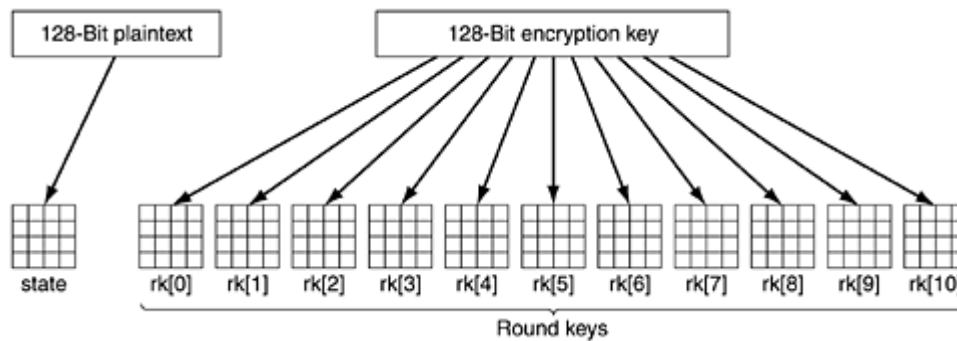 128-Bit plaintext
128-Bit encryption key
state
rk[0]
rk[1]
rk[2]
rk[3]
rk[4]
rk[5]
rk[6]
rk[7]
rk[8]
rk[9]
rk[10]
Round keys